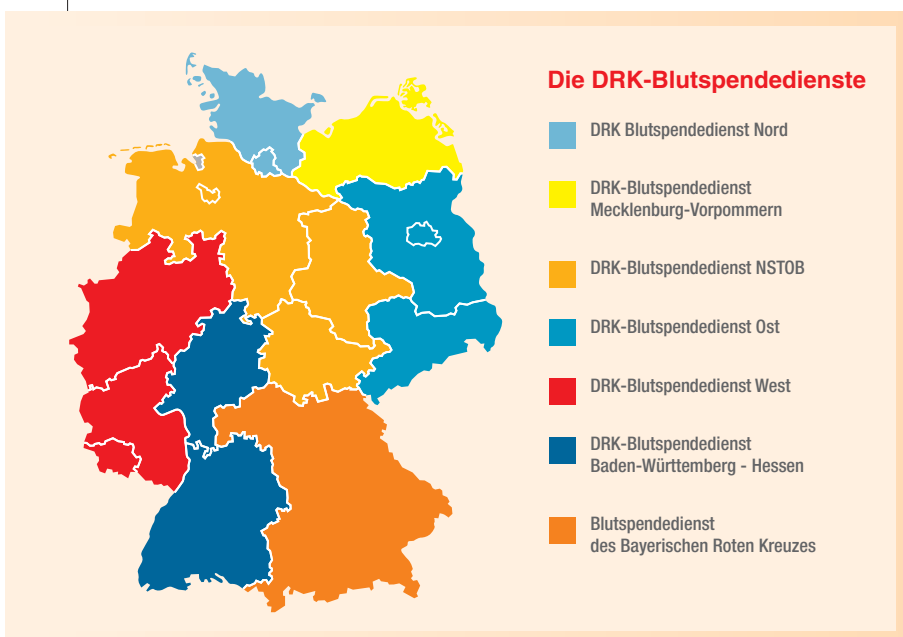 Die DRK-Blutspendedienste
DRK Blutspendedienst Nord
DRK-Blutspendedienst
Mecklenburg-Vorpommern
DRK-Blutspendedienst NSTOB
DRK-Blutspendedienst Ost
DRK-Blutspendedienst West
DRK-Blutspendedienst
Baden-Württemberg - Hessen
Blutspendedienst
des Bayerischen Roten Kreuzes